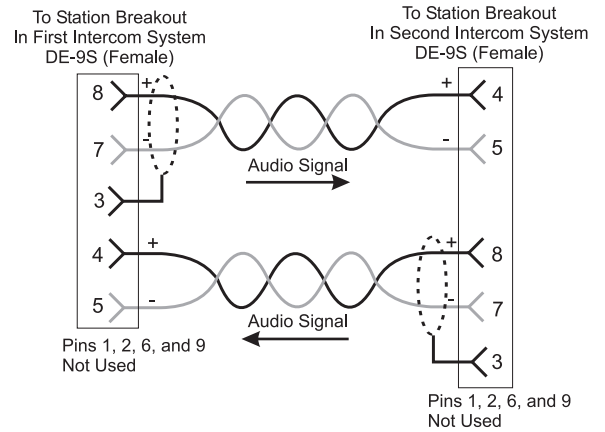 To Station Breakout
In First Intercom System
DE-9S (Female)
To Station Breakout
In Second Intercom System
DE-9S (Female)
8
+
+
4
7
-
-
5
Audio Signal
3
4
+
+
8
5
-
-
7
Audio Signal
3
Pins 1, 2, 6, and 9
Not Used
Pins 1, 2, 6, and 9
Not Used